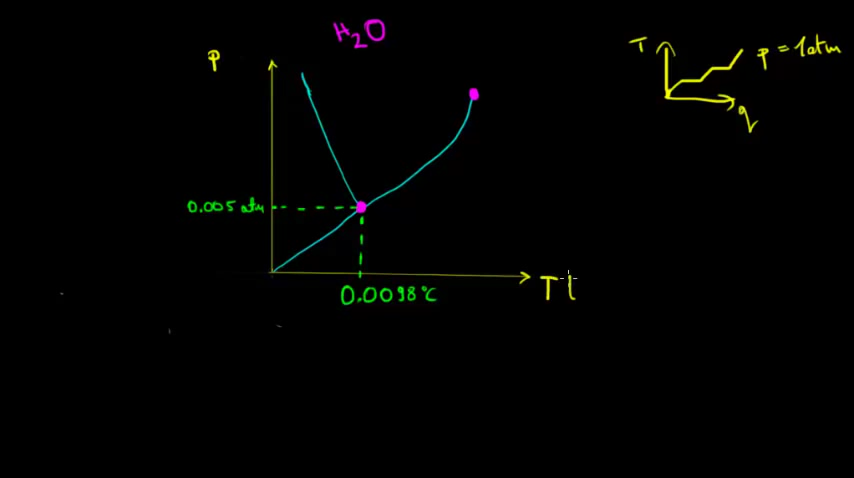 H₂O
P
0.005 atm
0.0098°C
T
T
P = 1atm
q